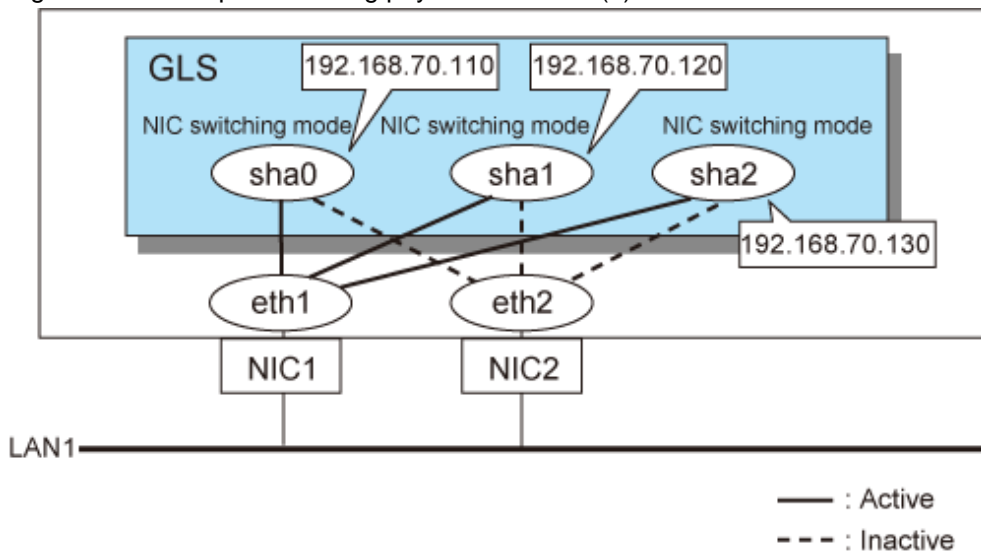 GLS
192.168.70.110
192.168.70.120
NIC switching mode
NIC switching mode
NIC switching mode
sha0
sha1
sha2
192.168.70.130
eth1
eth2
NIC1
NIC2
LAN1
: Active
: Inactive